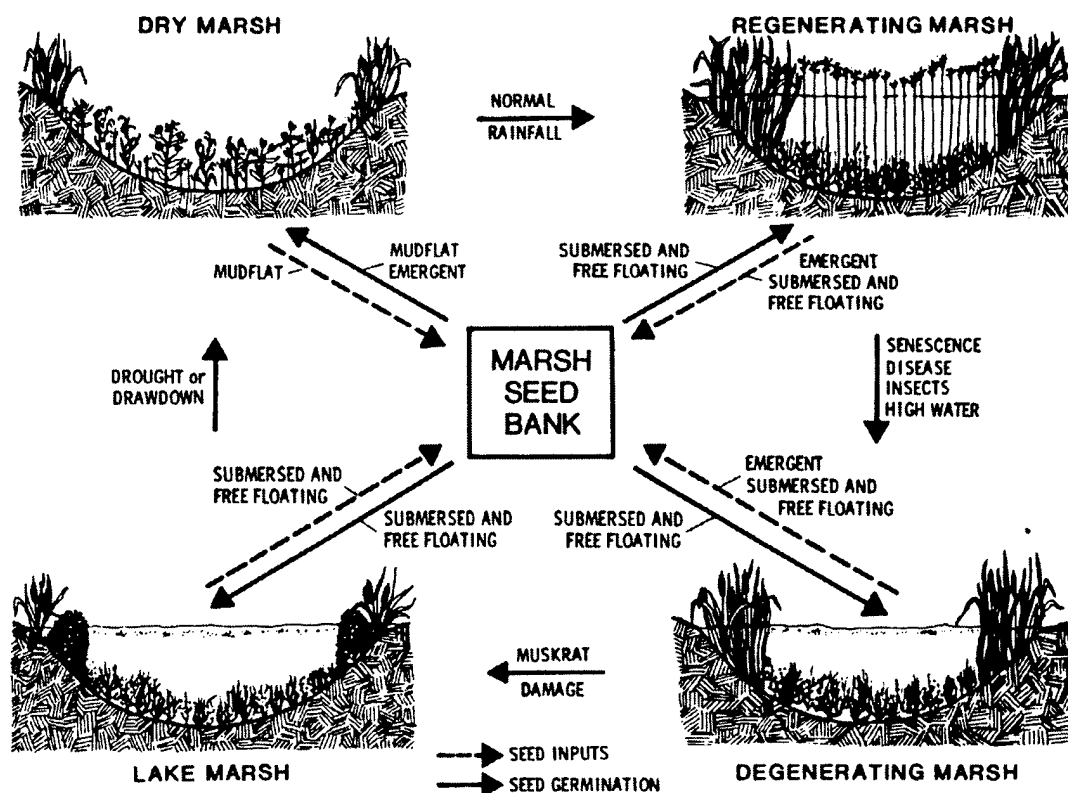 DRY MARSH
REGENERATING MARSH
NORMAL
RAINFALL
MUDFLAT
MUDFLAT
EMERGENT
SUBMERSED AND
FREE FLOATING
EMERGENT
SUBMERSED AND
FREE FLOATING
DROUGHT or
DRAWDOWN
MARSH
SEED
BANK
SENESCENCE
DISEASE
INSECTS
HIGH WATER
SUBMERSED AND
FREE FLOATING
SUBMERSED AND
FREE FLOATING
SUBMERSED AND
FREE FLOATING
EMERGENT
SUBMERSED AND
FREE FLOATING
MUSKRAT
DAMAGE
LAKE MARSH
SEED INPUTS
SEED GERMINATION
DEGENERATING MARSH